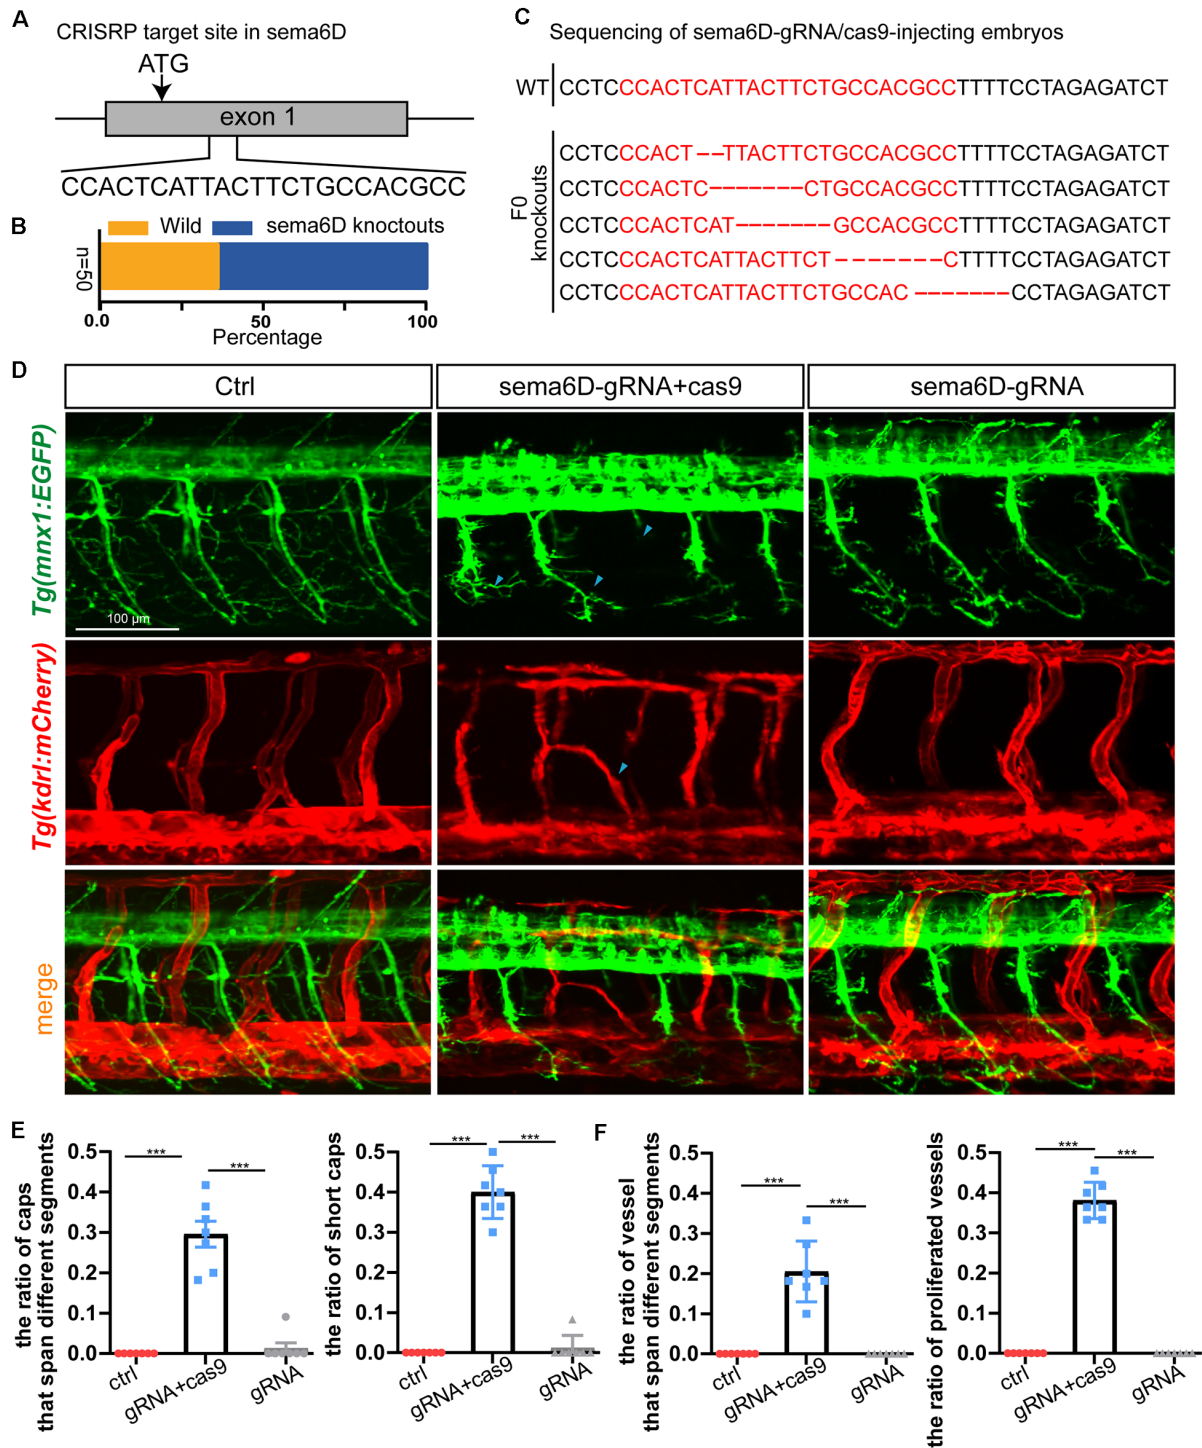 A
CRISRP target site in sema6D
ATG
exon 1
CCACTCATTACTTCTGCCACGCC
B
Wild
sema6D knoctouts
n=50
0.0
50
100
Percentage
C
Sequencing of sema6D-gRNA/cas9-injecting embyros
WT
CCTCCCACTCATTACTTCTGCCACGCCTTTTCCTAGAGATCT
F0
knockouts
CCTCCCACT--TTACTTCTGCCACGCCTTTTCCTAGAGATCT
CCTCCCACTC-------CTGCCACGCCTTTTCCTAGAGATCT
CCTCCCACTCAT-------GCCACGCCTTTTCCTAGAGATCT
CCTCCCACTCATTACTTCT--------CTTTTCCTAGAGATCT
CCTCCCACTCATTACTTCTGCCAC-------CCTAGAGATCT
D
Ctrl
sema6D-gRNA+cas9
sema6D-gRNA
Tg(mnx1:EGFP)
100 µm
Tg(kdrl:mCherry)
merge
E
the ratio of caps
that span different segments
0.5
0.4
0.3
0.2
0.1
0.0
***
***
ctrl
gRNA+cas9
gRNA
the ratio of short caps
0.5
0.4
0.3
0.2
0.1
0.0
***
***
ctrl
gRNA+cas9
gRNA
F
the ratio of vessel
that span different segments
0.5
0.4
0.3
0.2
0.1
0.0
***
***
ctrl
gRNA+cas9
gRNA
the ratio of proliferated vessels
0.5
0.4
0.3
0.2
0.1
0.0
***
***
ctrl
gRNA+cas9
gRNA